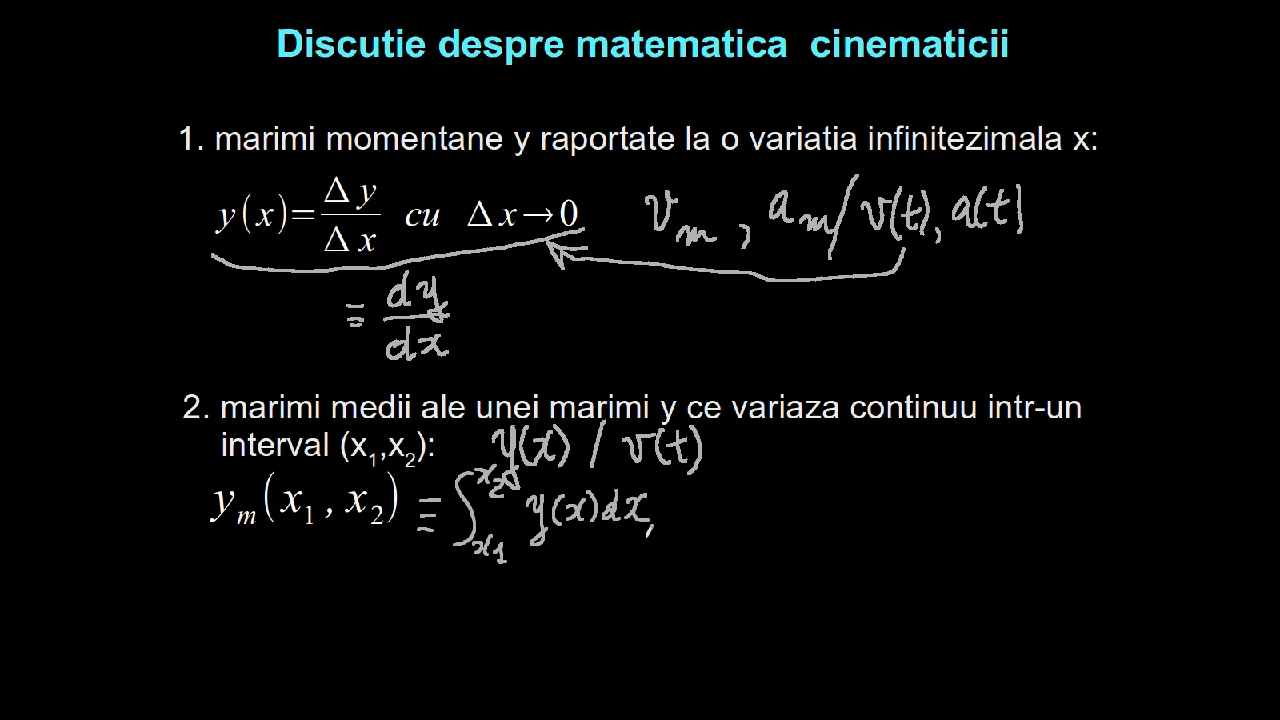 Discutie despre matematica cinematicii
1. marimi momentane y raportate la o variatia infinitezimala x:
y(x)=Δy/Δx cu Δx→0 v_m, a_m / v(t), a(t)
= dy/dx
2. marimi medii ale unei marimi y ce variaza continuu intr-un
interval (x₁,x₂): y(x) / v(t)
y_m(x₁, x₂) = ∫_{x1}^{x2} y(x)dx,